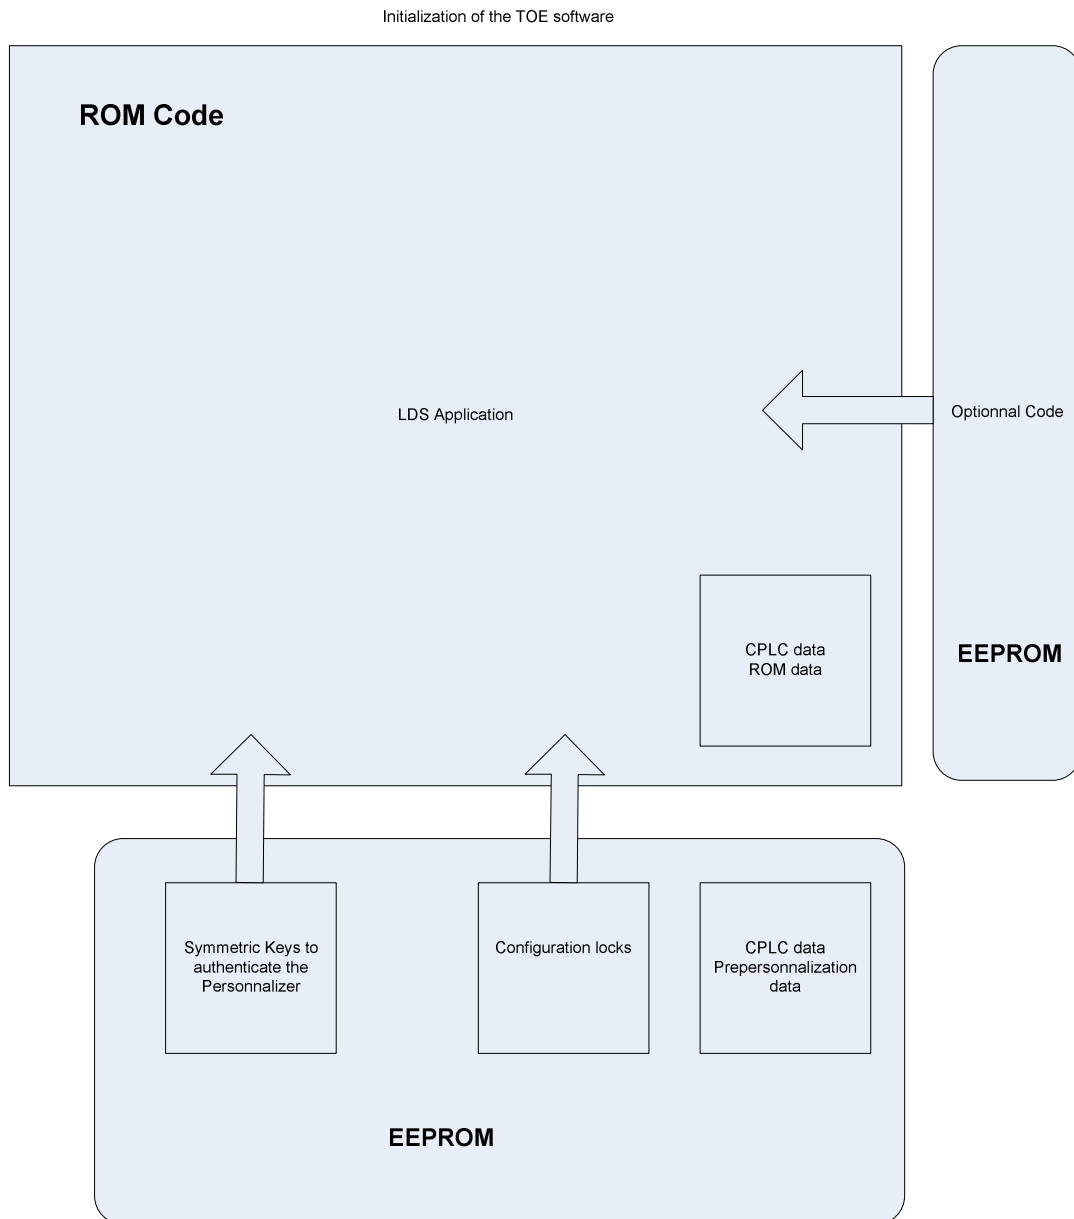 Initialization of the TOE software
ROM Code
LDS Application
Optionnal Code
CPLC data
ROM data
EEPROM
Symmetric Keys to
authenticate the
Personnalizer
Configuration locks
CPLC data
Prepersonnalization
data
EEPROM